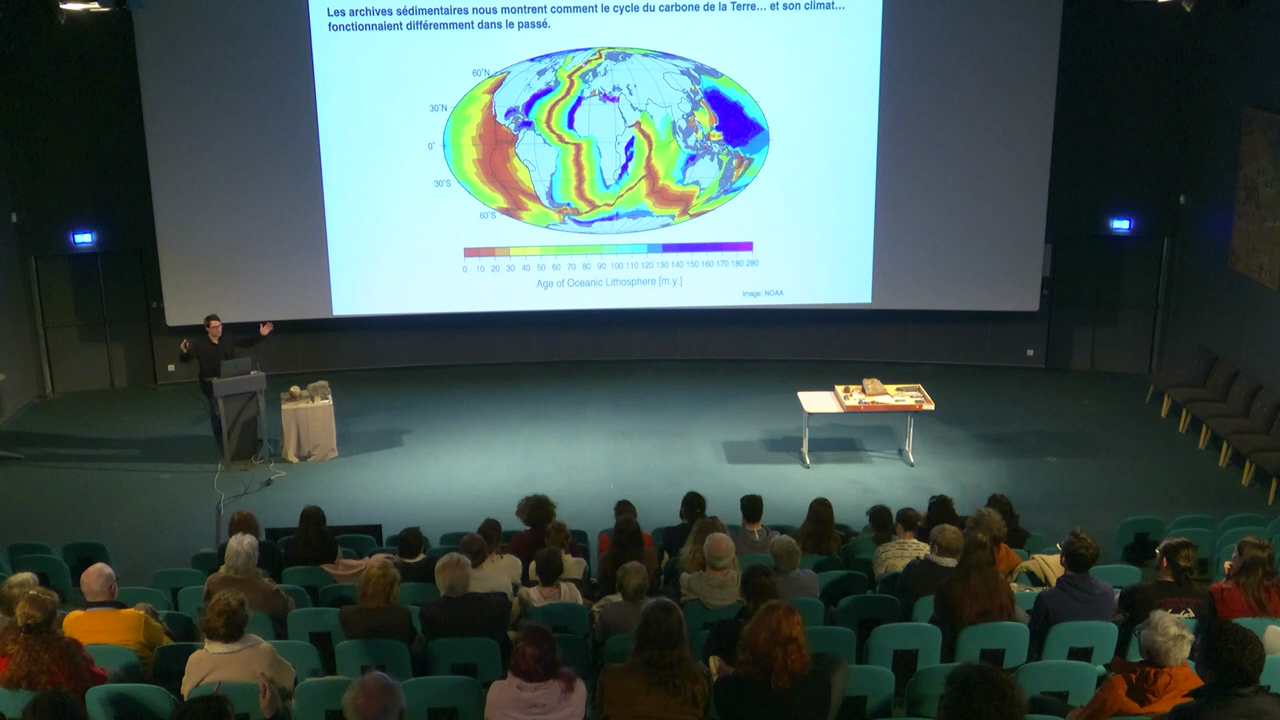 Les archives sédimentaires nous montrent comment le cycle du carbone de la Terre... et son climat...
fonctionnaient différemment dans le passé.
60°N
30°N
0°
30°S
60°S
0 10 20 30 40 50 60 70 80 90 100 110 120 130 140 150 160 170 180 280
Age of Oceanic Lithosphere [m.y.]
Image: NOAA